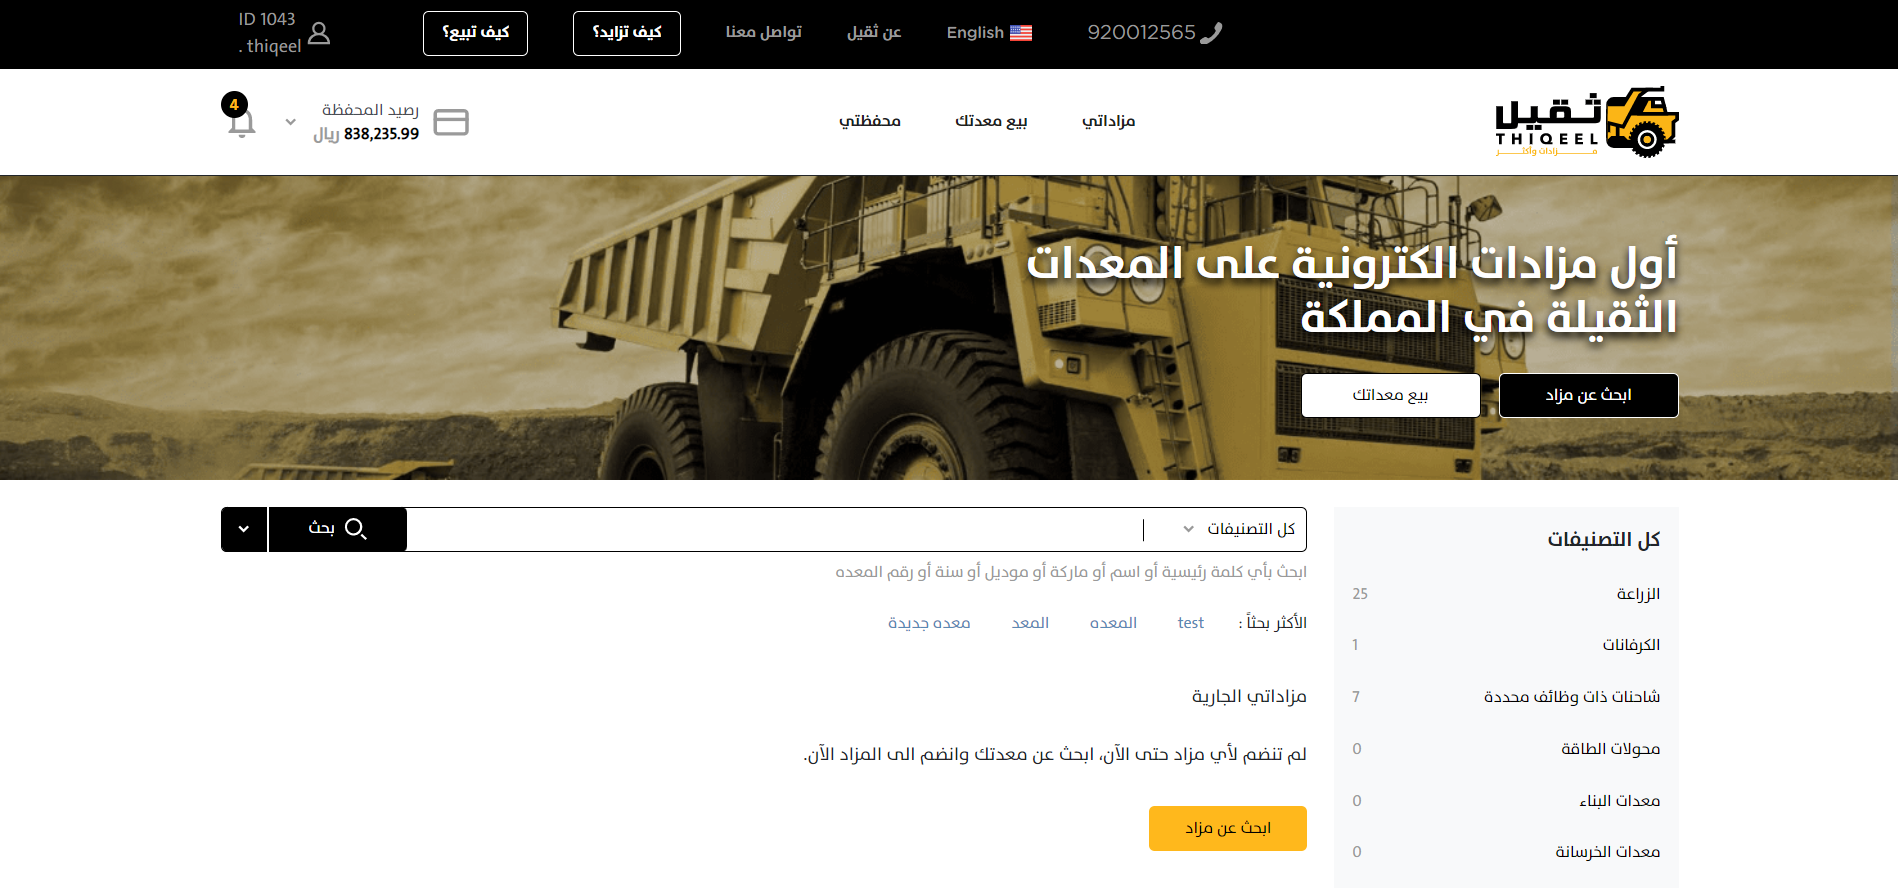 920012565
English
عن ثقيل
تواصل معنا
كيف تزايد؟
كيف تبيع؟
ID 1043
thiqeel .
ثقيل
THIQEEL
مـزادات وأكثـر
مزاداتي
بيع معدتك
محفظتي
رصيد المحفظة
838,235.99 ريال
4
أول مزادات الكترونية على المعدات
الثقيلة في المملكة
ابحث عن مزاد
بيع معداتك
كل التصنيفات
الزراعة 25
الكرفانات 1
شاحنات ذات وظائف محددة 7
محولات الطاقة 0
معدات البناء 0
معدات الخرسانة 0
كل التصنيفات
بحث
ابحث بأي كلمة رئيسية أو اسم أو ماركة أو موديل أو سنة أو رقم المعده
الأكثر بحثاً : test المعده المعد معده جديدة
مزاداتي الجارية
لم تنضم لأي مزاد حتى الآن، ابحث عن معدتك وانضم الى المزاد الآن.
ابحث عن مزاد